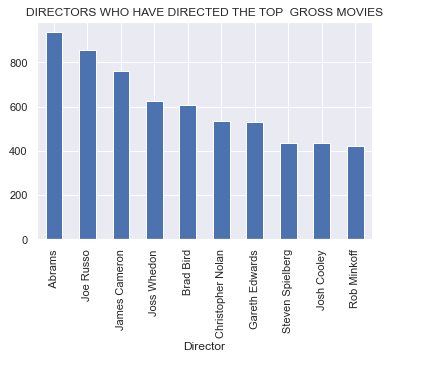 DIRECTORS WHO HAVE DIRECTED THE TOP  GROSS MOVIES
800
600
400
200
0
Abrams
Joe Russo
James Cameron
Joss Whedon
Brad Bird
Christopher Nolan
Gareth Edwards
Steven Spielberg
Josh Cooley
Rob Minkoff
Director